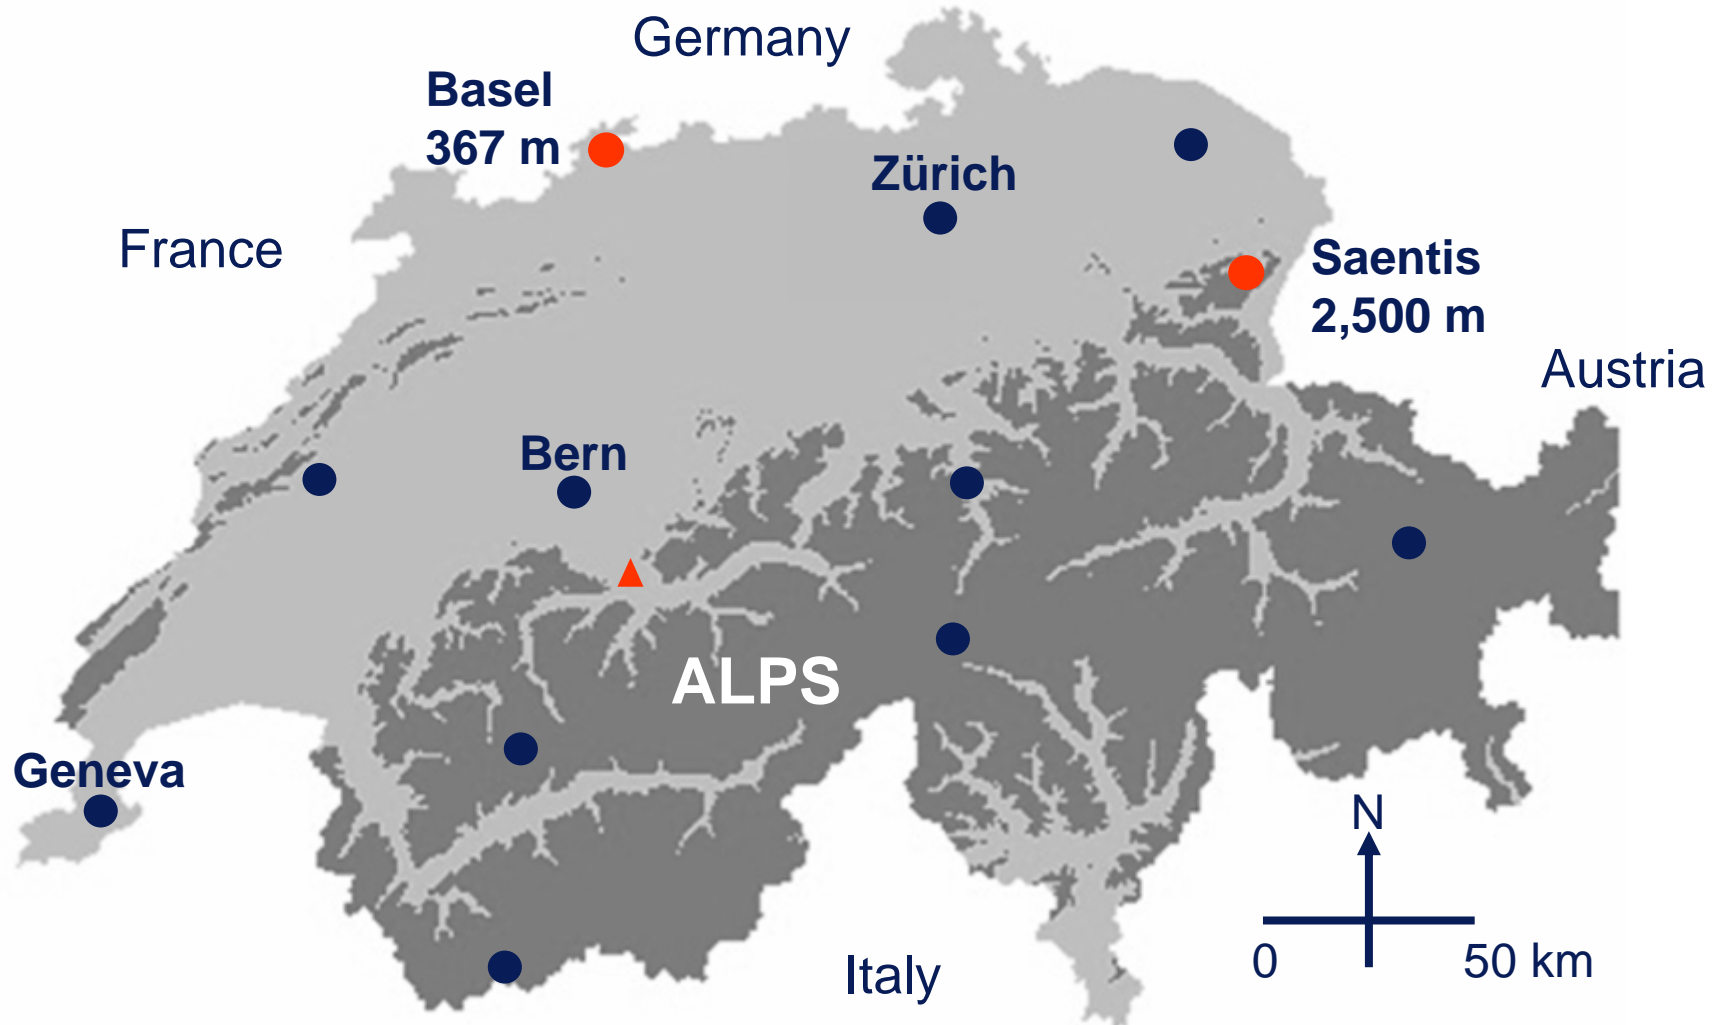 Germany
Basel
367 m
Zürich
France
Saentis
2,500 m
Austria
Bern
ALPS
Geneva
N
0
50 km
Italy